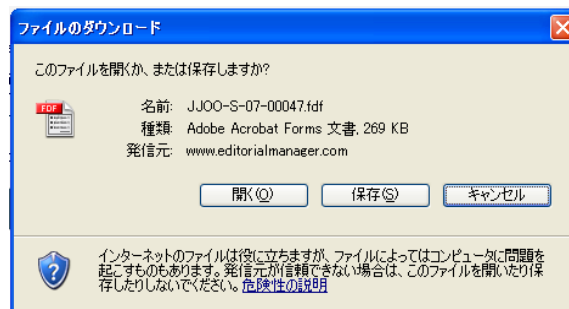 ファイルのダウンロード
このファイルを開くか、または保存しますか?
FDF
名前: JJOO-S-07-00047.fdf
種類: Adobe Acrobat Forms 文書, 269 KB
発信元: www.editorialmanager.com
開く(O) 保存(S) キャンセル
インターネットのファイルは役に立ちますが、ファイルによってはコンピュータに問題を
起こすものもあります。発信元が信頼できない場合は、このファイルを開いたり保
存したりしないでください。危険性の説明